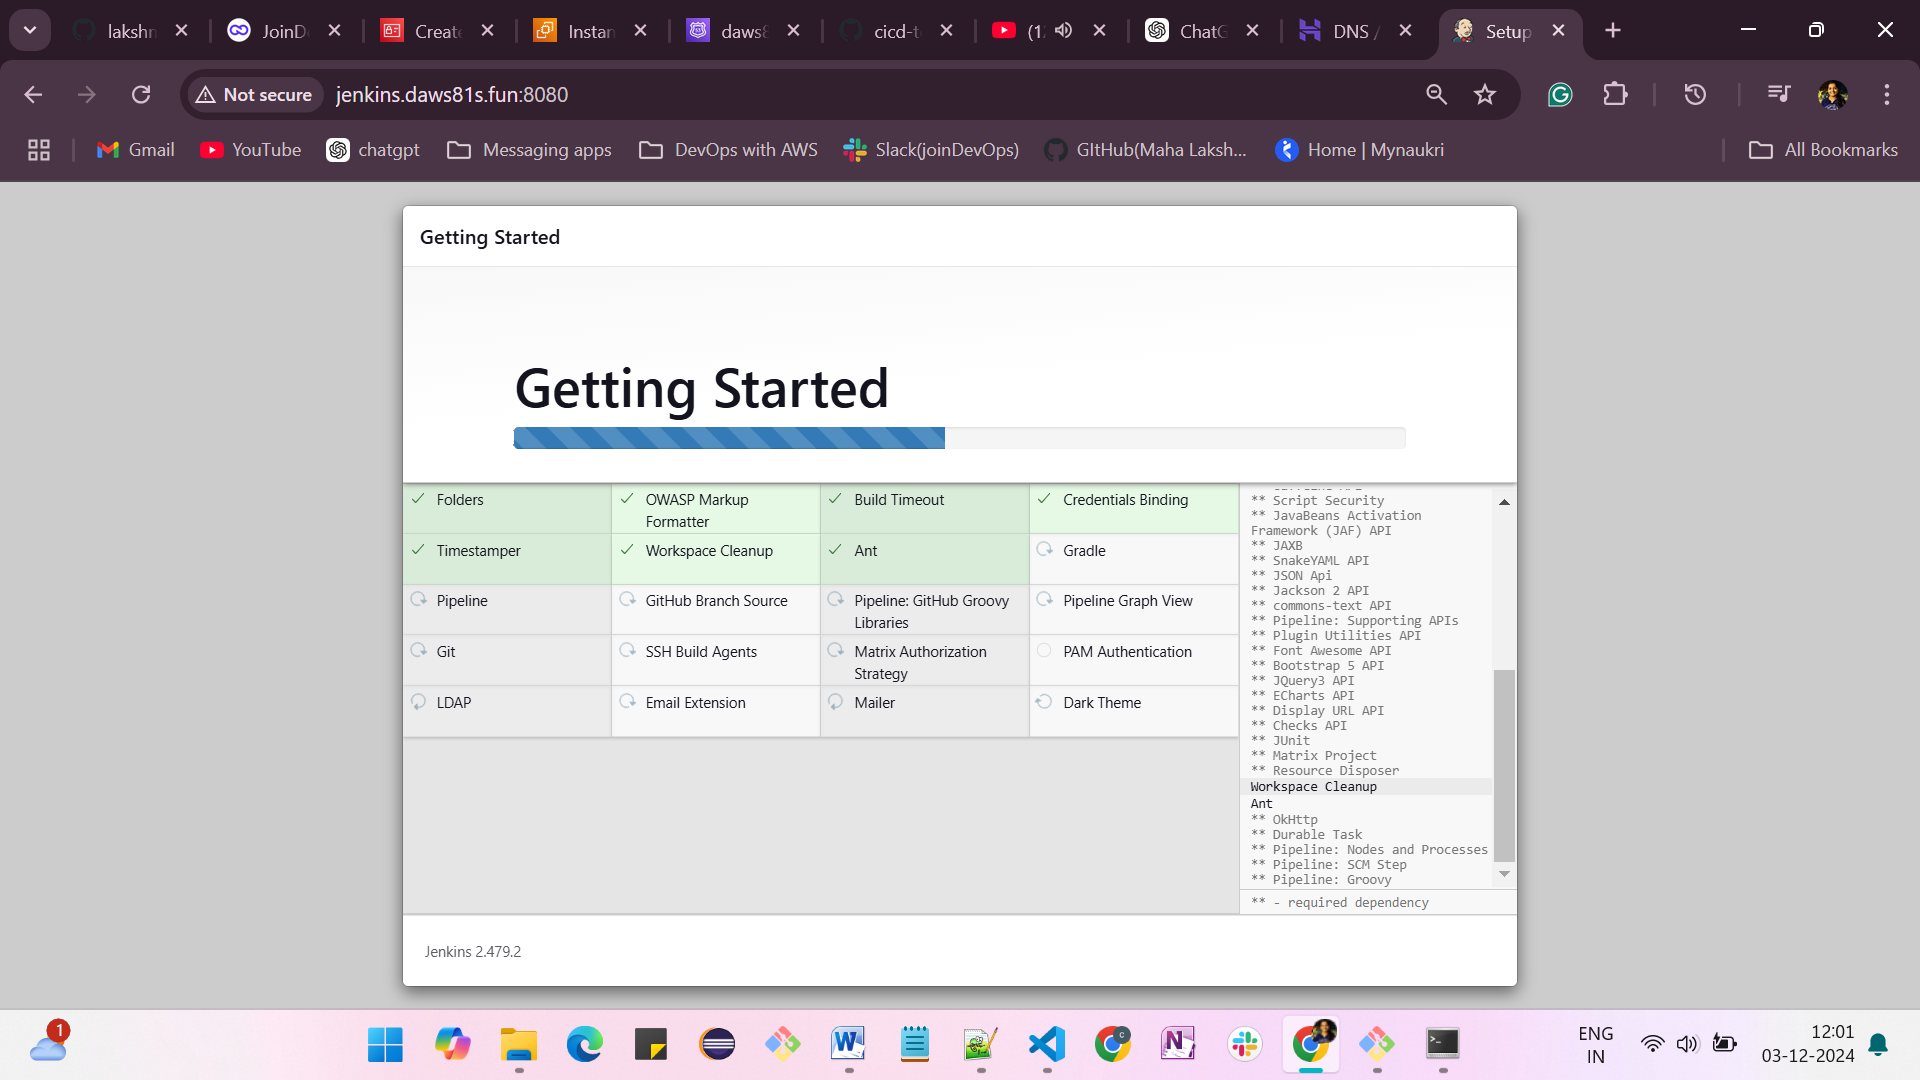 lakshm
JoinD
Create
Instan
daws8
cicd-t
(1
ChatG
DNS /
Setup
Not secure
jenkins.daws81s.fun:8080
Gmail
YouTube
chatgpt
Messaging apps
DevOps with AWS
Slack(joinDevOps)
GItHub(Maha Laksh...
Home | Mynaukri
All Bookmarks
Getting Started
Getting Started
Folders
OWASP Markup
Formatter
Build Timeout
Credentials Binding
Timestamper
Workspace Cleanup
Ant
Gradle
Pipeline
GitHub Branch Source
Pipeline: GitHub Groovy
Libraries
Pipeline Graph View
Git
SSH Build Agents
Matrix Authorization
Strategy
PAM Authentication
LDAP
Email Extension
Mailer
Dark Theme
** Script Security
** JavaBeans Activation
Framework (JAF) API
** JAXB
** SnakeYAML API
** JSON Api
** Jackson 2 API
** commons-text API
** Pipeline: Supporting APIs
** Plugin Utilities API
** Font Awesome API
** Bootstrap 5 API
** JQuery3 API
** ECharts API
** Display URL API
** Checks API
** JUnit
** Matrix Project
** Resource Disposer
Workspace Cleanup
Ant
** OkHttp
** Durable Task
** Pipeline: Nodes and Processes
** Pipeline: SCM Step
** Pipeline: Groovy
** - required dependency
Jenkins 2.479.2
1
ENG
IN
12:01
03-12-2024